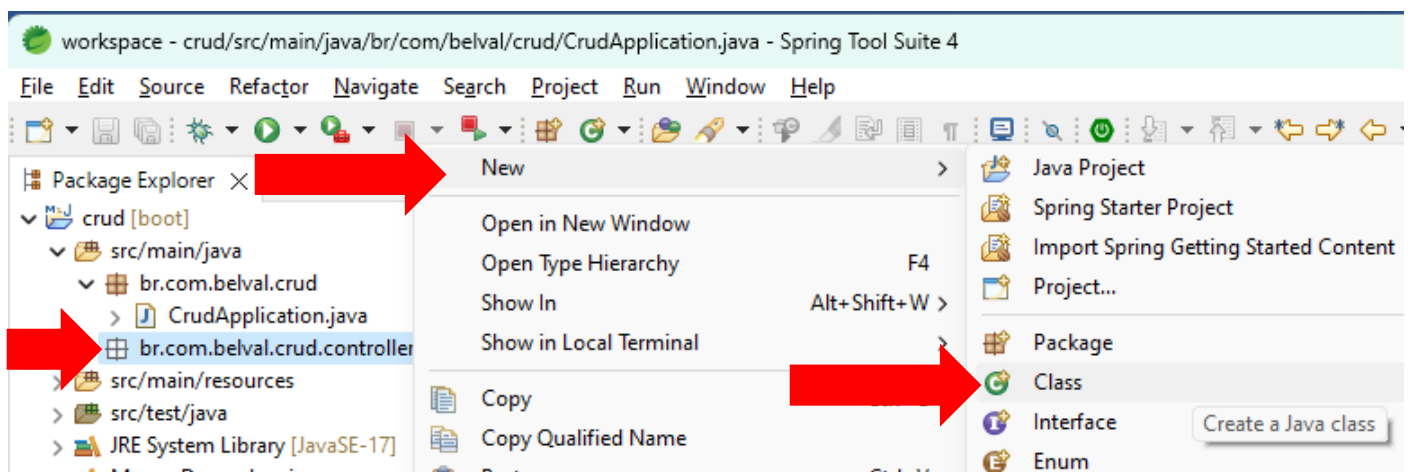 workspace - crud/src/main/java/br/com/belval/crud/CrudApplication.java - Spring Tool Suite 4
File Edit Source Refactor Navigate Search Project Run Window Help
Package Explorer
crud [boot]
src/main/java
br.com.belval.crud
CrudApplication.java
br.com.belval.crud.controller
src/main/resources
src/test/java
JRE System Library [JavaSE-17]
New
Open in New Window
Open Type Hierarchy F4
Show In Alt+Shift+W
Show in Local Terminal
Copy
Copy Qualified Name
Java Project
Spring Starter Project
Import Spring Getting Started Content
Project...
Package
Class
Interface
Create a Java class
Enum